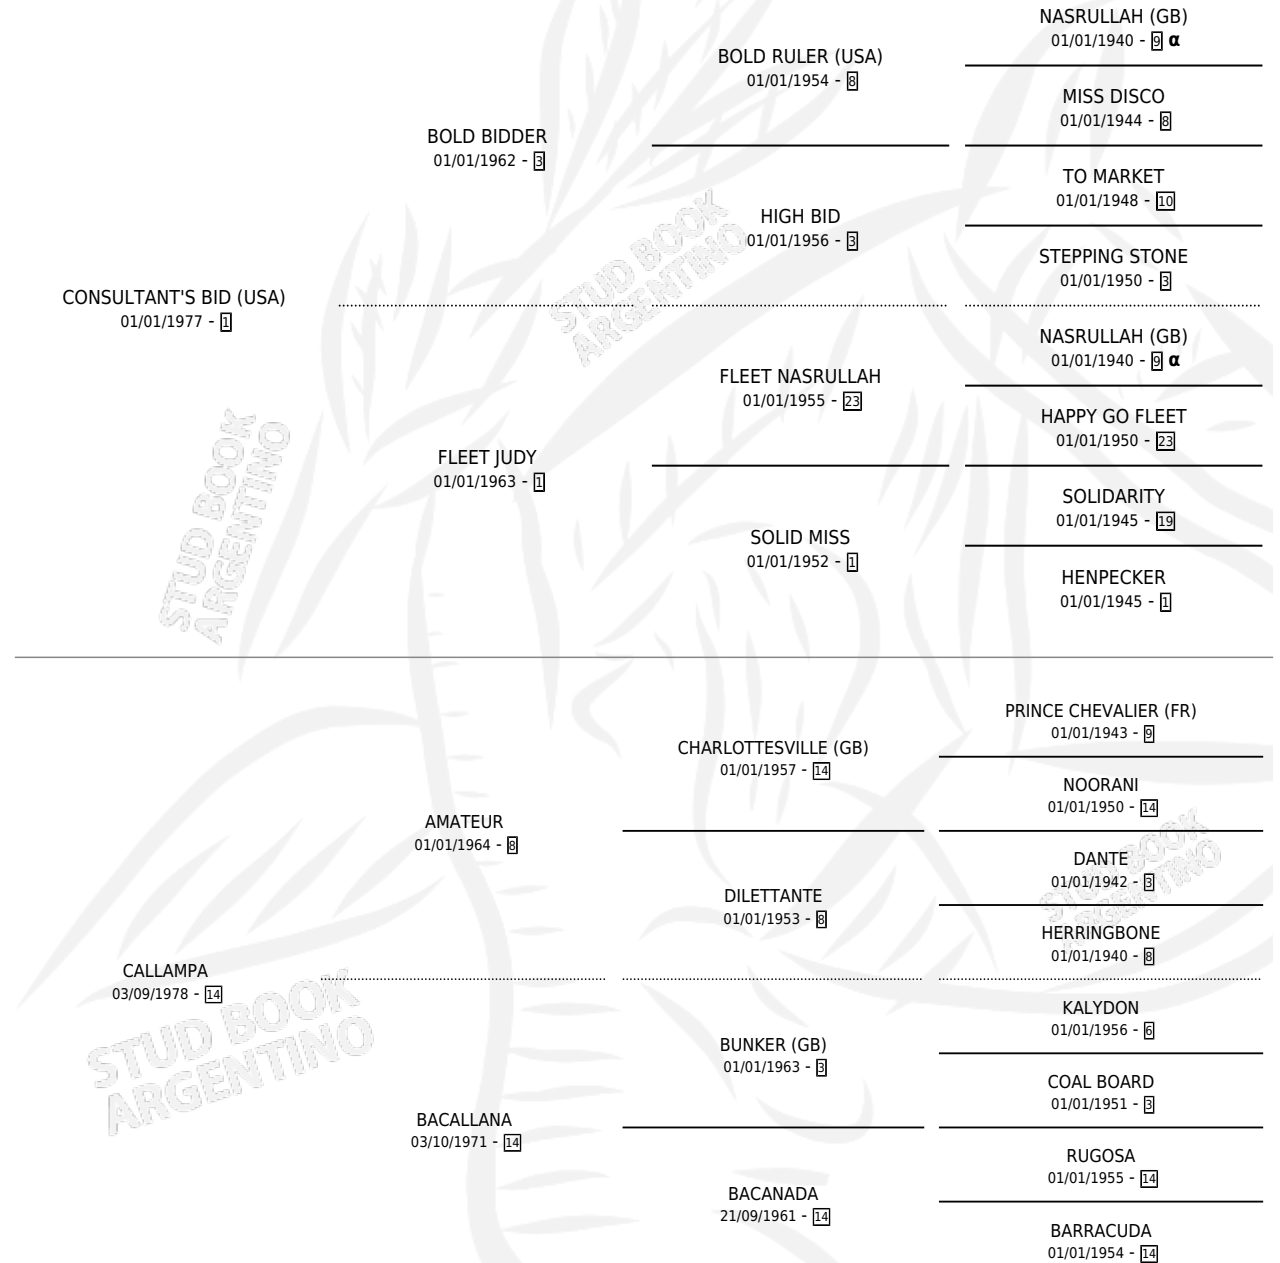 NASRULLAH (GB)
01/01/1940 - 9 α
BOLD RULER (USA)
01/01/1954 - 8
MISS DISCO
01/01/1944 - 8
BOLD BIDDER
01/01/1962 - 3
TO MARKET
01/01/1948 - 10
HIGH BID
01/01/1956 - 3
STEPPING STONE
01/01/1950 - 3
CONSULTANT'S BID (USA)
01/01/1977 - 1
NASRULLAH (GB)
01/01/1940 - 9 α
FLEET NASRULLAH
01/01/1955 - 23
HAPPY GO FLEET
01/01/1950 - 23
FLEET JUDY
01/01/1963 - 1
SOLIDARITY
01/01/1945 - 19
SOLID MISS
01/01/1952 - 1
HENPECKER
01/01/1945 - 1
PRINCE CHEVALIER (FR)
01/01/1943 - 9
CHARLOTTESVILLE (GB)
01/01/1957 - 14
NOORANI
01/01/1950 - 14
AMATEUR
01/01/1964 - 8
DANTE
01/01/1942 - 3
DILETTANTE
01/01/1953 - 8
HERRINGBONE
01/01/1940 - 8
CALLAMPA
03/09/1978 - 14
KALYDON
01/01/1956 - 6
BUNKER (GB)
01/01/1963 - 3
COAL BOARD
01/01/1951 - 3
BACALLANA
03/10/1971 - 14
RUGOSA
01/01/1955 - 14
BACANADA
21/09/1961 - 14
BARRACUDA
01/01/1954 - 14
STUD BOOK
ARGENTINO
STUD BOOK
ARGENTINO
STUD BOOK
ARGENTINO
STUD BOOK
ARGENTINO